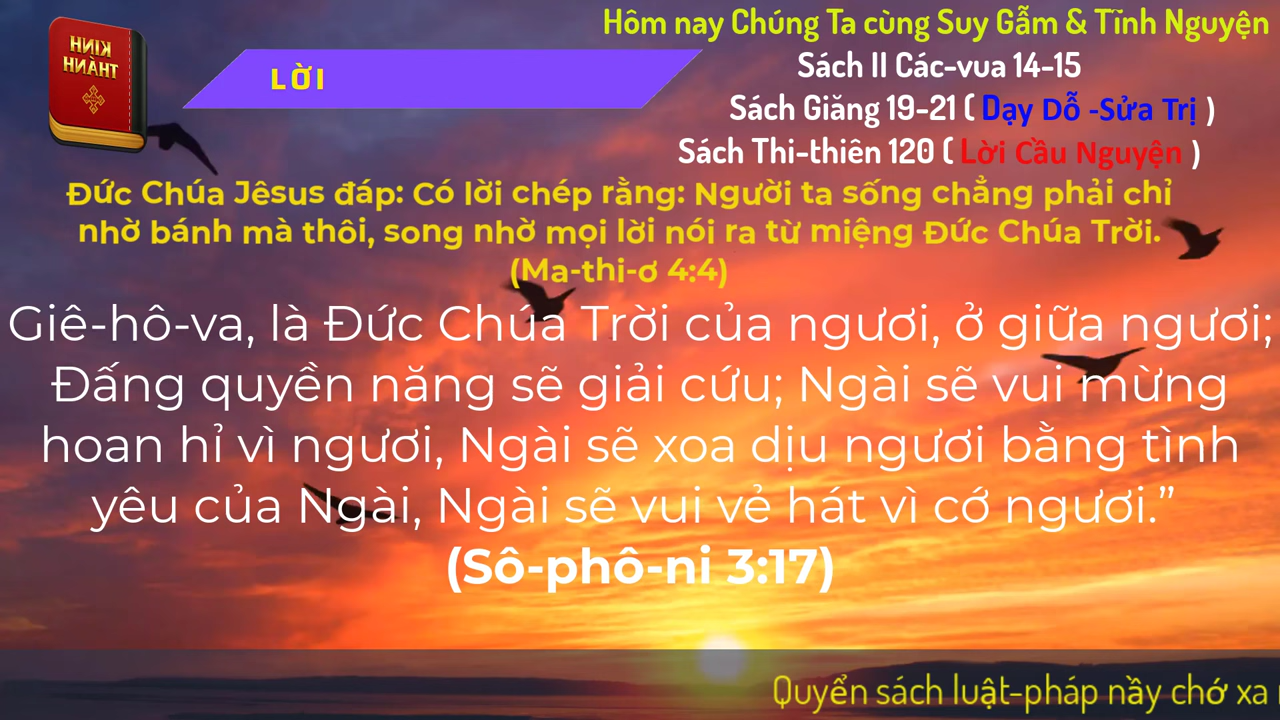 KINH
THÀNH
LỜI
Hôm nay Chúng Ta cùng Suy Gẫm & Tĩnh Nguyện
Sách II Các-vua 14-15
Sách Giăng 19-21 ( Dạy Dỗ -Sửa Trị )
Sách Thi-thiên 120 ( Lời Cầu Nguyện )
Đức Chúa Jêsus đáp: Có lời chép rằng: Người ta sống chẳng phải chỉ
nhờ bánh mà thôi, song nhờ mọi lời nói ra từ miệng Đức Chúa Trời.
(Ma-thi-ơ 4:4)
Giê-hô-va, là Đức Chúa Trời của ngươi, ở giữa ngươi;
Đấng quyền năng sẽ giải cứu; Ngài sẽ vui mừng
hoan hỉ vì ngươi, Ngài sẽ xoa dịu ngươi bằng tình
yêu của Ngài, Ngài sẽ vui vẻ hát vì cớ ngươi.”
(Sô-phô-ni 3:17)
Quyển sách luật-pháp nầy chớ xa